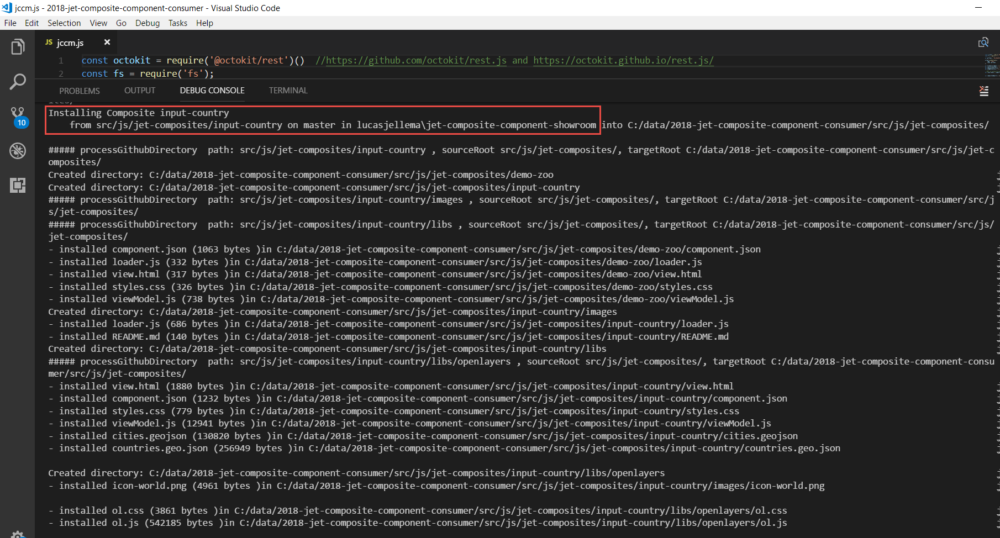 jccm.js - 2018-jet-composite-component-consumer - Visual Studio Code
File Edit Selection View Go Debug Tasks Help
JS jccm.js
1 const octokit = require('@octokit/rest')() //https://github.com/octokit/rest.js and https://octokit.github.io/rest.js/
2 const fs = require('fs');
PROBLEMS OUTPUT DEBUG CONSOLE TERMINAL
10
Installing Composite input-country
from src/js/jet-composites/input-country on master in lucasjellema\jet-composite-component-showroom into C:/data/2018-jet-composite-component-consumer/src/js/jet-composites/
##### processGithubDirectory path: src/js/jet-composites/input-country , sourceRoot src/js/jet-composites/, targetRoot C:/data/2018-jet-composite-component-consumer/src/js/jet-c
omposites/
Created directory: C:/data/2018-jet-composite-component-consumer/src/js/jet-composites/demo-zoo
Created directory: C:/data/2018-jet-composite-component-consumer/src/js/jet-composites/input-country
##### processGithubDirectory path: src/js/jet-composites/input-country/images , sourceRoot src/js/jet-composites/, targetRoot C:/data/2018-jet-composite-component-consumer/src/j
s/jet-composites/
##### processGithubDirectory path: src/js/jet-composites/input-country/libs , sourceRoot src/js/jet-composites/, targetRoot C:/data/2018-jet-composite-component-consumer/src/js/
jet-composites/
- installed component.json (1063 bytes )in C:/data/2018-jet-composite-component-consumer/src/js/jet-composites/demo-zoo/component.json
- installed loader.js (332 bytes )in C:/data/2018-jet-composite-component-consumer/src/js/jet-composites/demo-zoo/loader.js
- installed view.html (317 bytes )in C:/data/2018-jet-composite-component-consumer/src/js/jet-composites/demo-zoo/view.html
- installed styles.css (326 bytes )in C:/data/2018-jet-composite-component-consumer/src/js/jet-composites/demo-zoo/styles.css
- installed viewModel.js (738 bytes )in C:/data/2018-jet-composite-component-consumer/src/js/jet-composites/demo-zoo/viewModel.js
Created directory: C:/data/2018-jet-composite-component-consumer/src/js/jet-composites/input-country/images
- installed loader.js (686 bytes )in C:/data/2018-jet-composite-component-consumer/src/js/jet-composites/input-country/loader.js
- installed README.md (140 bytes )in C:/data/2018-jet-composite-component-consumer/src/js/jet-composites/input-country/README.md
Created directory: C:/data/2018-jet-composite-component-consumer/src/js/jet-composites/input-country/libs
##### processGithubDirectory path: src/js/jet-composites/input-country/libs/openlayers , sourceRoot src/js/jet-composites/, targetRoot C:/data/2018-jet-composite-component-consu
mer/src/js/jet-composites/
- installed view.html (1880 bytes )in C:/data/2018-jet-composite-component-consumer/src/js/jet-composites/input-country/view.html
- installed component.json (1232 bytes )in C:/data/2018-jet-composite-component-consumer/src/js/jet-composites/input-country/component.json
- installed styles.css (779 bytes )in C:/data/2018-jet-composite-component-consumer/src/js/jet-composites/input-country/styles.css
- installed viewModel.js (12941 bytes )in C:/data/2018-jet-composite-component-consumer/src/js/jet-composites/input-country/viewModel.js
- installed cities.geojson (130820 bytes )in C:/data/2018-jet-composite-component-consumer/src/js/jet-composites/input-country/cities.geojson
- installed countries.geo.json (256949 bytes )in C:/data/2018-jet-composite-component-consumer/src/js/jet-composites/input-country/countries.geo.json
Created directory: C:/data/2018-jet-composite-component-consumer/src/js/jet-composites/input-country/libs/openlayers
- installed icon-world.png (4961 bytes )in C:/data/2018-jet-composite-component-consumer/src/js/jet-composites/input-country/images/icon-world.png
- installed ol.css (3861 bytes )in C:/data/2018-jet-composite-component-consumer/src/js/jet-composites/input-country/libs/openlayers/ol.css
- installed ol.js (542185 bytes )in C:/data/2018-jet-composite-component-consumer/src/js/jet-composites/input-country/libs/openlayers/ol.js